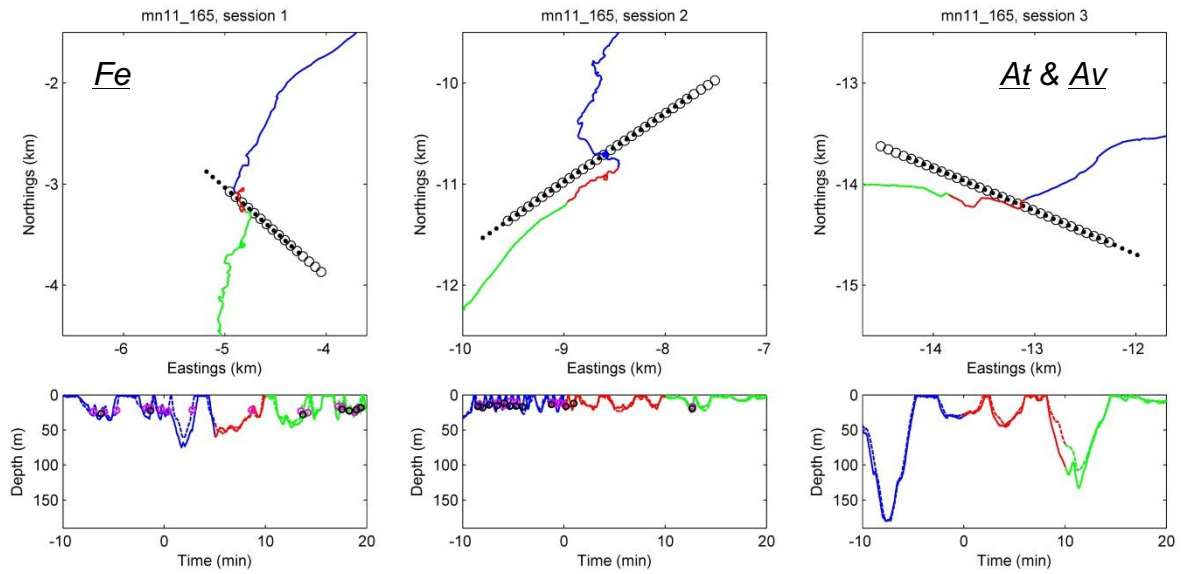 mn11_165, session 1
Fe
-2
-3
-4
Northings (km)
-6
-5
-4
Eastings (km)
0
50
100
150
Depth (m)
-10
0
10
20
Time (min)
mn11_165, session 2
-10
-11
-12
Northings (km)
-10
-9
-8
-7
Eastings (km)
0
50
100
150
Depth (m)
-10
0
10
20
Time (min)
mn11_165, session 3
At & Av
-13
-14
-15
Northings (km)
-14
-13
-12
Eastings (km)
0
50
100
150
Depth (m)
-10
0
10
20
Time (min)